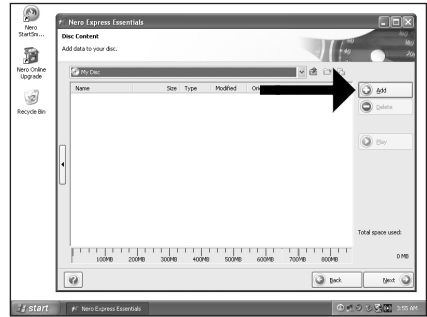 Nero StartSm...
Nero Online Upgrade
Recycle Bin
Nero Express Essentials
Disc Content
Add data to your disc.
My Disc
Name Size Type Modified
Add
Delete
Play
Total space used:
0 MB
100MB 200MB 300MB 400MB 500MB 600MB 700MB 800MB
Back Next
start Nero Express Essentials 3:55 AM